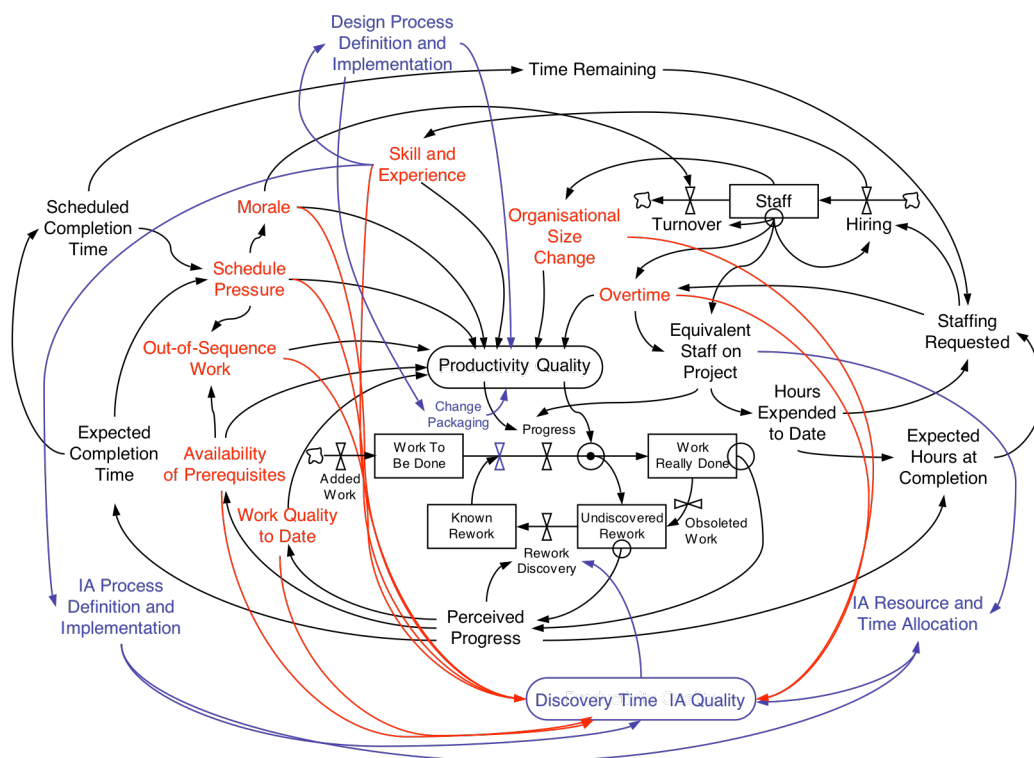 Design Process
Definition and
Implementation
Time Remaining
Skill and
Experience
Scheduled
Completion
Time
Morale
Organisational
Size
Change
Staff
Turnover
Hiring
Schedule
Pressure
Overtime
Out-of-Sequence
Work
Equivalent
Staff on
Project
Staffing
Requested
Productivity Quality
Change
Packaging
Progress
Hours
Expended
to Date
Expected
Completion
Time
Availability
of Prerequisites
Work To
Be Done
Work
Really Done
Expected
Hours at
Completion
Added
Work
Work Quality
to Date
Known
Rework
Undiscovered
Rework
Obsoleted
Work
Rework
Discovery
IA Process
Definition and
Implementation
Perceived
Progress
IA Resource and
Time Allocation
Discovery Time IA Quality